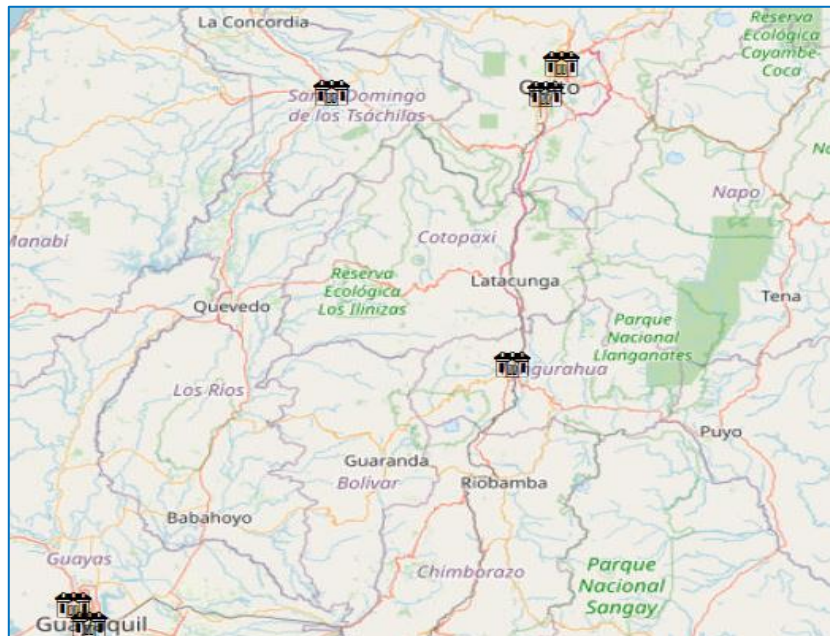 La Concordia
Reserva
Ecológica
Cayambe-
Coca
Domingo
de los Tsáchilas
Napo
Manabí
Cotopaxi
Reserva
Ecológica
Los Ilinizas
Latacunga
Tena
Quevedo
Parque
Nacional
Llanganates
Los Ríos
Puyo
Guaranda
Bolívar
Riobamba
Babahoyo
Guayas
Chimborazo
Parque
Nacional
Sangay